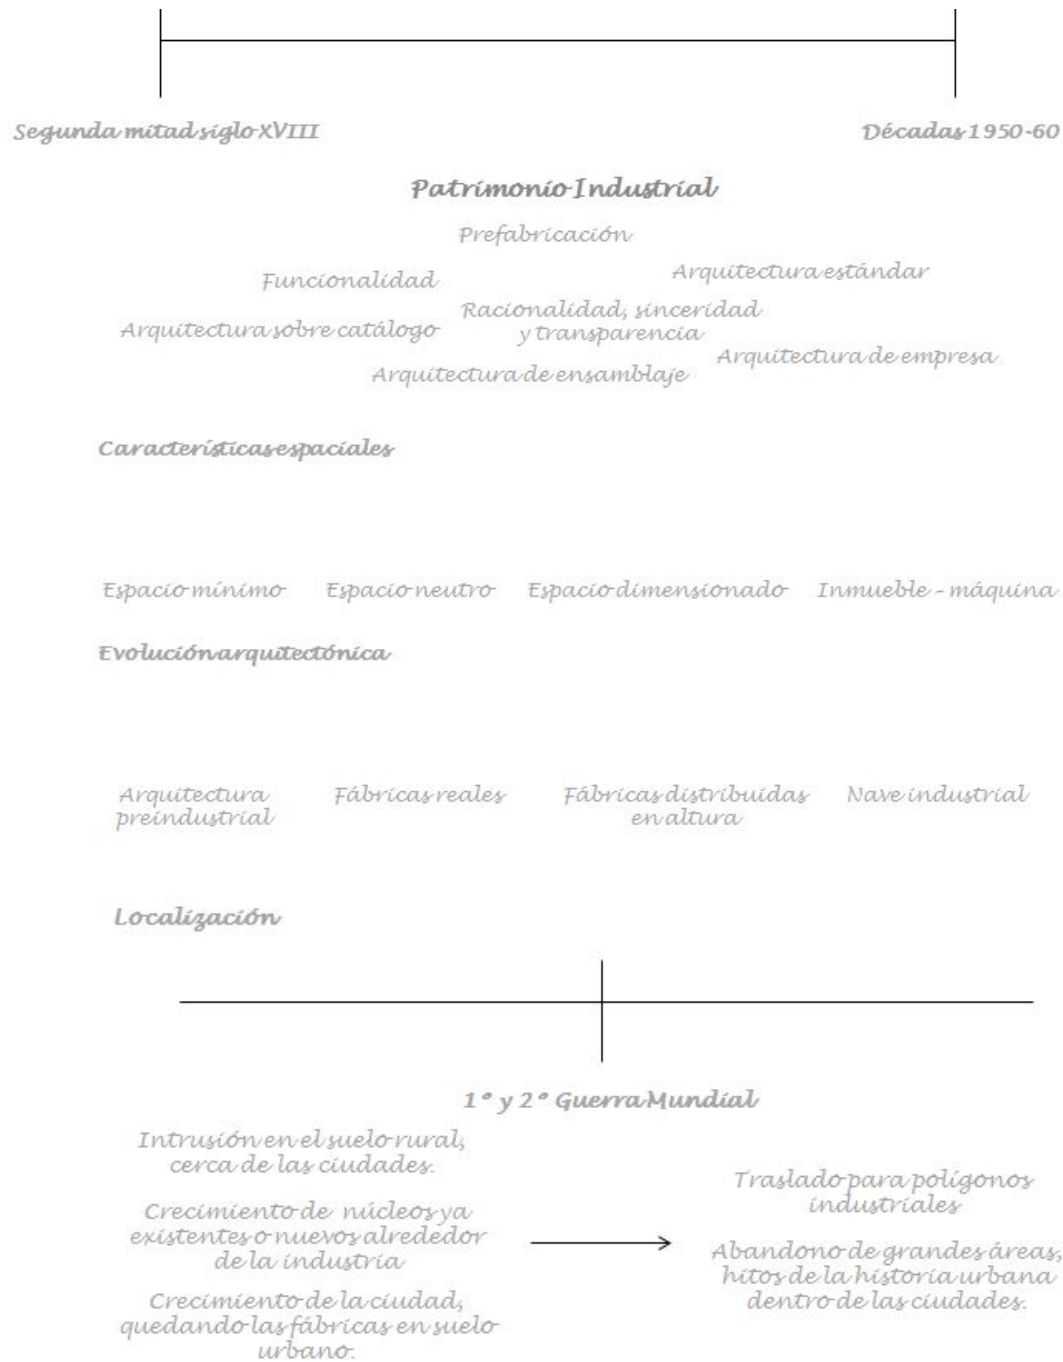 Segunda mitad siglo XVIII
Décadas 1950-60
Patrimonio Industrial
Prefabricación
Funcionalidad
Arquitectura estándar
Racionalidad, sinceridad
y transparencia
Arquitectura sobre catálogo
Arquitectura de empresa
Arquitectura de ensamblaje
Características espaciales
Espacio mínimo
Espacio neutro
Espacio dimensionado
Inmueble - máquina
Evolución arquitectónica
Arquitectura
preindustrial
Fábricas reales
Fábricas distribuidas
en altura
Nave industrial
Localización
1ª y 2ª Guerra Mundial
Intrusión en el suelo rural,
cerca de las ciudades.
Crecimiento de núcleos ya
existentes o nuevos alrededor
de la industria
Crecimiento de la ciudad,
quedando las fábricas en suelo
urbano.
Traslado para polígonos
industriales
Abandono de grandes áreas,
hitos de la historia urbana
dentro de las ciudades.